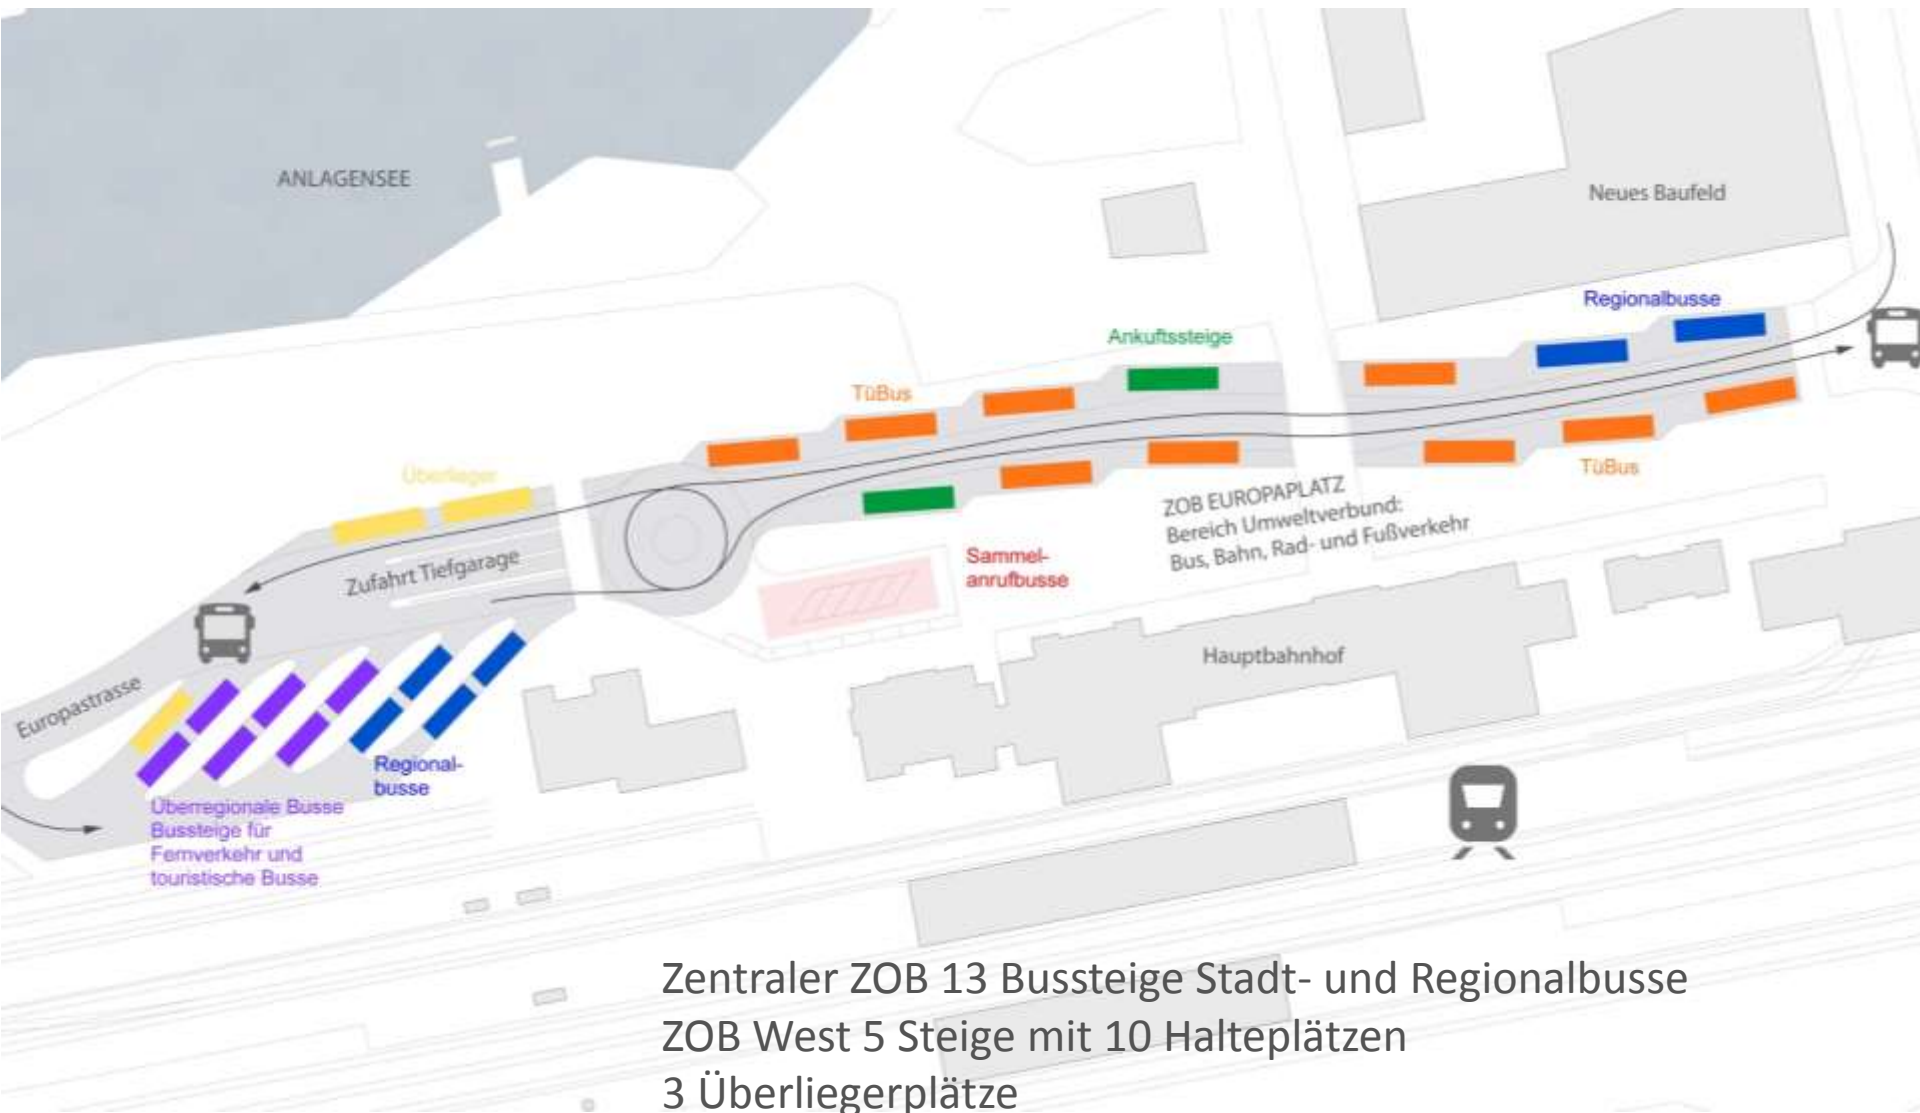 ANLAGENSEE
Neues Baufeld
Regionalbusse
Ankuftssteige
TüBus
Überlieger
TüBus
ZOB EUROPAPLATZ
Bereich Umweltverbund:
Bus, Bahn, Rad- und Fußverkehr
Sammel-
anrufbusse
Zufahrt Tiefgarage
Hauptbahnhof
Europastrasse
Regional-
busse
Überregionale Busse
Bussteige für
Fernverkehr und
touristische Busse
Zentraler ZOB 13 Bussteige Stadt- und Regionalbusse
ZOB West 5 Steige mit 10 Halteplätzen
3 Überliegerplätze